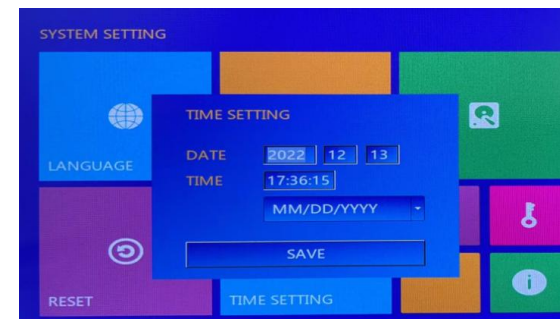 SYSTEM SETTING
TIME SETTING
DATE 2022 12 13
LANGUAGE
TIME 17:36:15
MM/DD/YYYY
SAVE
RESET
TIME SETTING